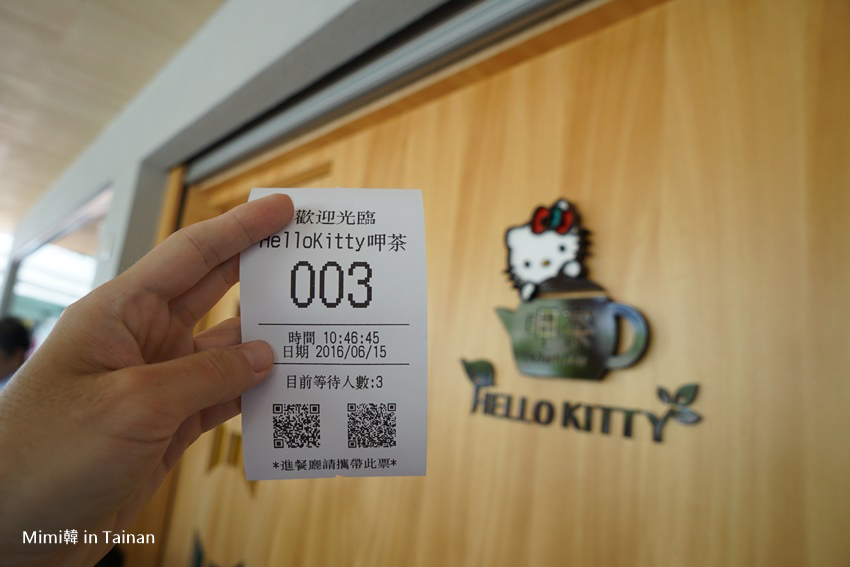 歡迎光臨
HelloKitty呷茶
003
時間 10:46:45
日期 2016/06/15
目前等待人數:3
*進餐廳請攜帶此票*
HELLO KITTY
Mimi韓 in Tainan